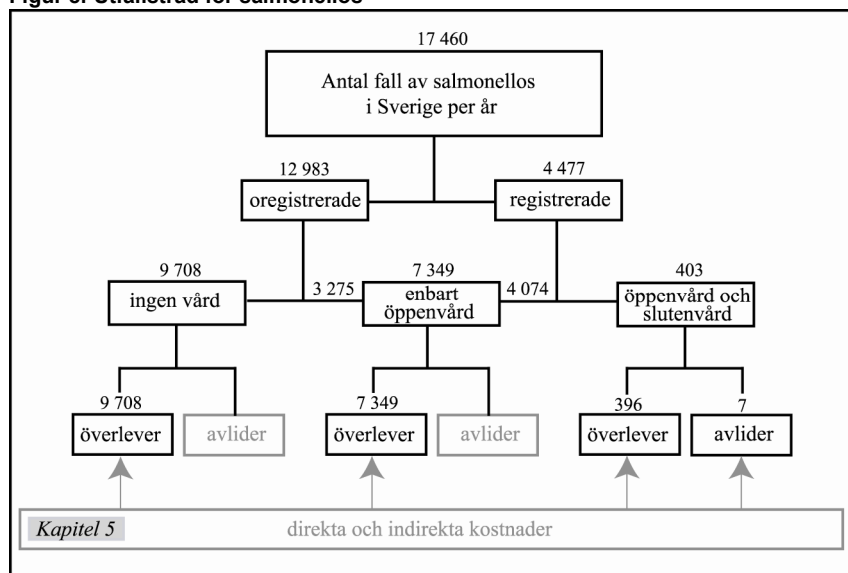 Figur 3. Utfallsträd för salmonellos
17 460
Antal fall av salmonellos
i Sverige per år
12 983
4 477
oregistrerade
registrerade
9 708
7 349
403
ingen vård
3 275
enbart
öppenvård
4 074
öppenvård och
slutenvård
9 708
7 349
396
7
överlever
avlider
överlever
avlider
överlever
avlider
Kapitel 5
direkta och indirekta kostnader